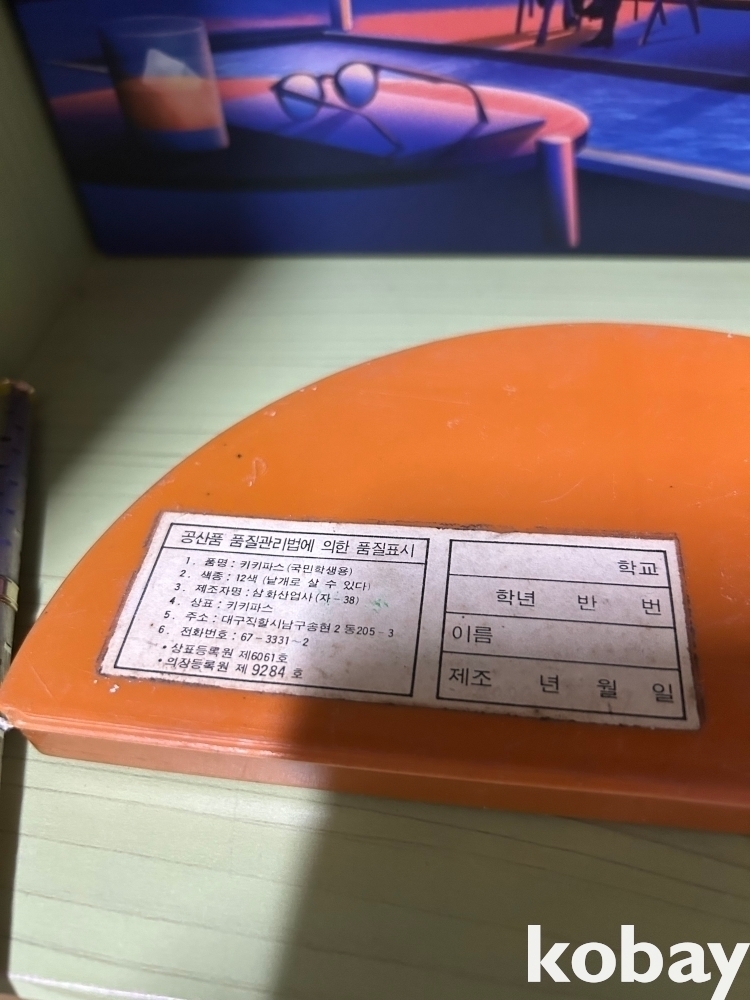 공산품 품질관리법에 의한 품질표시
1. 품명 : 키키파스 (국민학생용)
2. 색종 : 12색 (낱개로 살 수 있다)
3. 제조자명 : 삼화산업사 (자-38)
4. 상표 : 키키파스
5. 주소 : 대구직할시남구송현2동205-3
6. 전화번호 : 67-3331~2
• 상표등록원 제6061호
• 의장등록원 제 9284 호
학교
학년 반 번
이름
제조 년 월 일
kobay